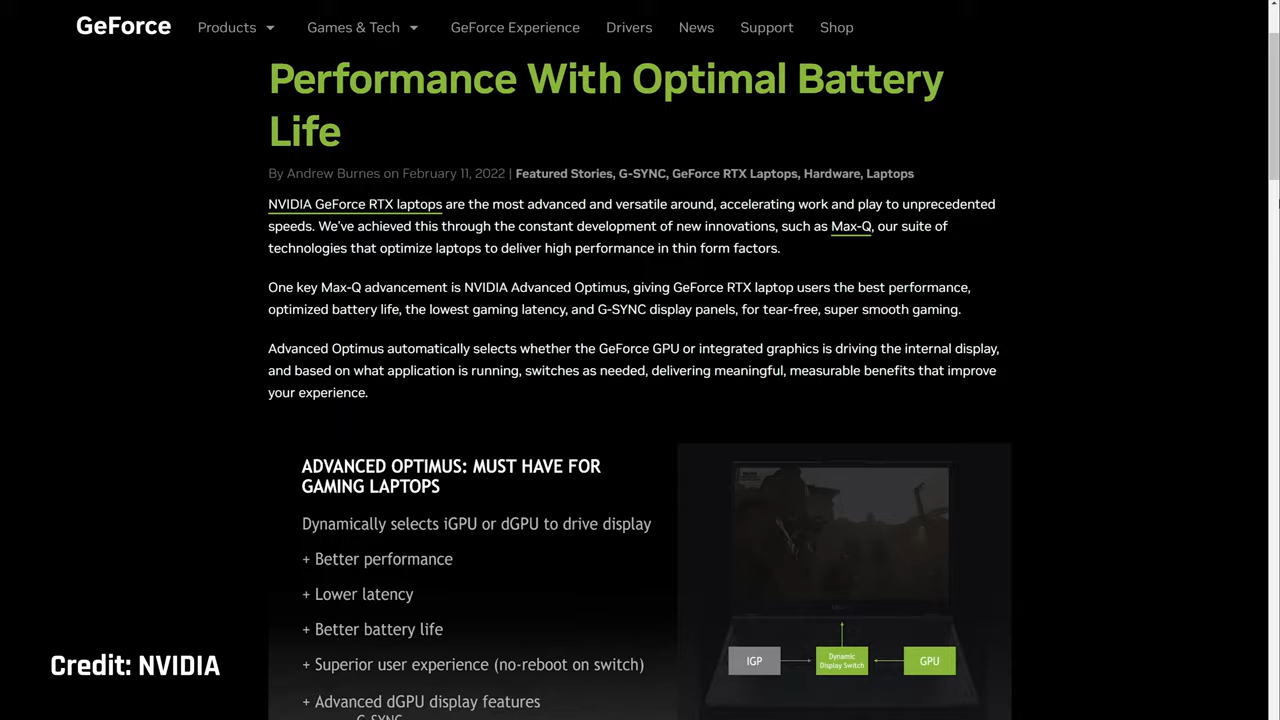 GeForce
Products
Games & Tech
GeForce Experience
Drivers
News
Support
Shop
Performance With Optimal Battery
Life
By Andrew Burnes on February 11, 2022 | Featured Stories, G-SYNC, GeForce RTX Laptops, Hardware, Laptops
NVIDIA GeForce RTX laptops are the most advanced and versatile around, accelerating work and play to unprecedented
speeds. We've achieved this through the constant development of new innovations, such as Max-Q, our suite of
technologies that optimize laptops to deliver high performance in thin form factors.
One key Max-Q advancement is NVIDIA Advanced Optimus, giving GeForce RTX laptop users the best performance,
optimized battery life, the lowest gaming latency, and G-SYNC display panels, for tear-free, super smooth gaming.
Advanced Optimus automatically selects whether the GeForce GPU or integrated graphics is driving the internal display,
and based on what application is running, switches as needed, delivering meaningful, measurable benefits that improve
your experience.
ADVANCED OPTIMUS: MUST HAVE FOR
GAMING LAPTOPS
Dynamically selects iGPU or dGPU to drive display
+ Better performance
+ Lower latency
+ Better battery life
+ Superior user experience (no-reboot on switch)
+ Advanced dGPU display features
G-SYNC
IGP
Dynamic
Display Switch
GPU
Credit: NVIDIA